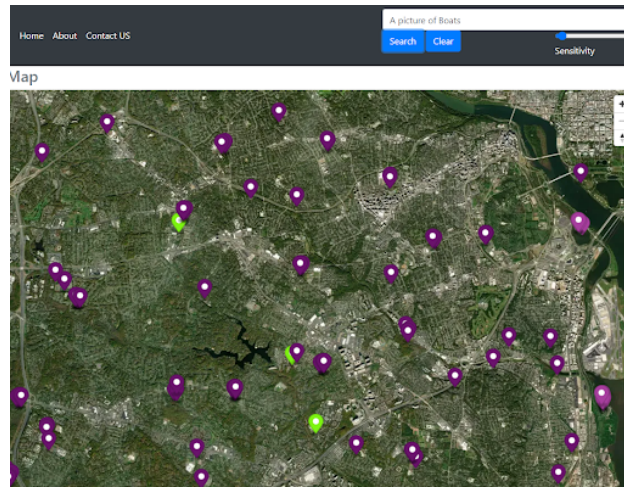 A picture of Boats
Home About Contact US
Search Clear
Sensitivity
Map